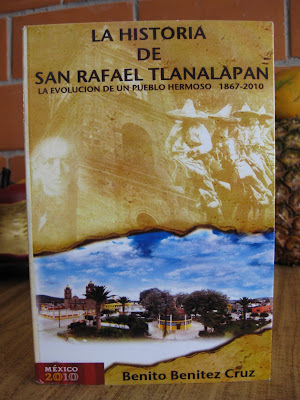 LA HISTORIA
DE
SAN RAFAEL TLANALAPAN
LA EVOLUCION DE UN PUEBLO HERMOSO 1867-2010
MÉXICO
2010
Benito Benitez Cruz